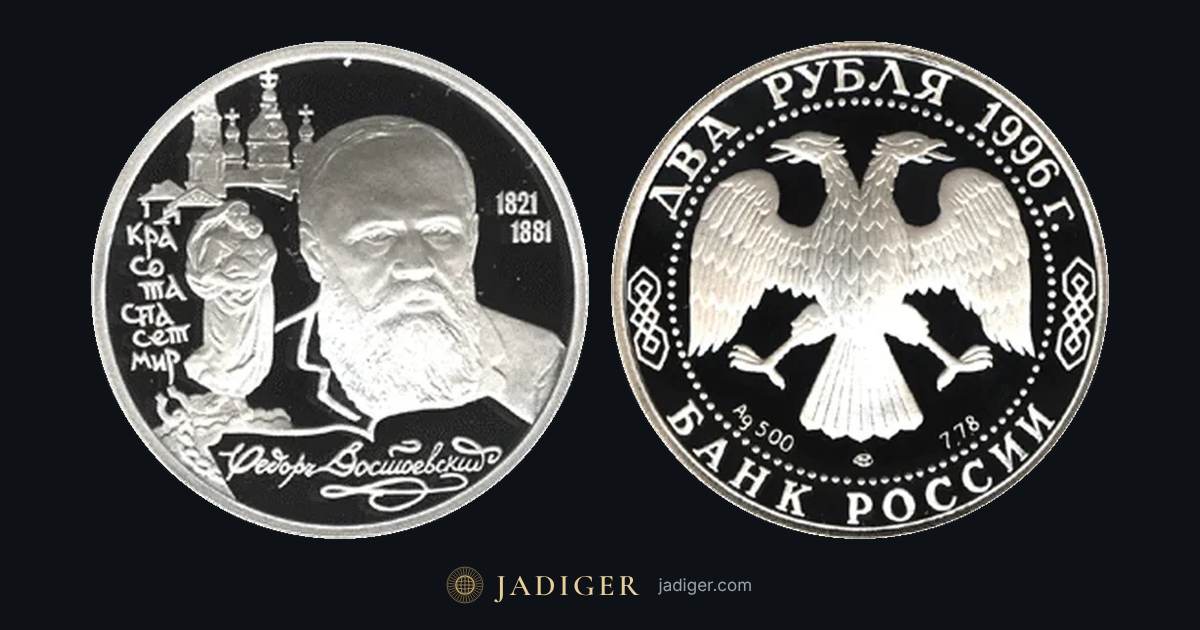 кра
со
та
спа
сет
мир
1821
1881
Федоръ Достоевский
ДВА РУБЛЯ 1996 г.
Ag 500
7,78
БАНК РОССИИ
JADIGER jadiger.com